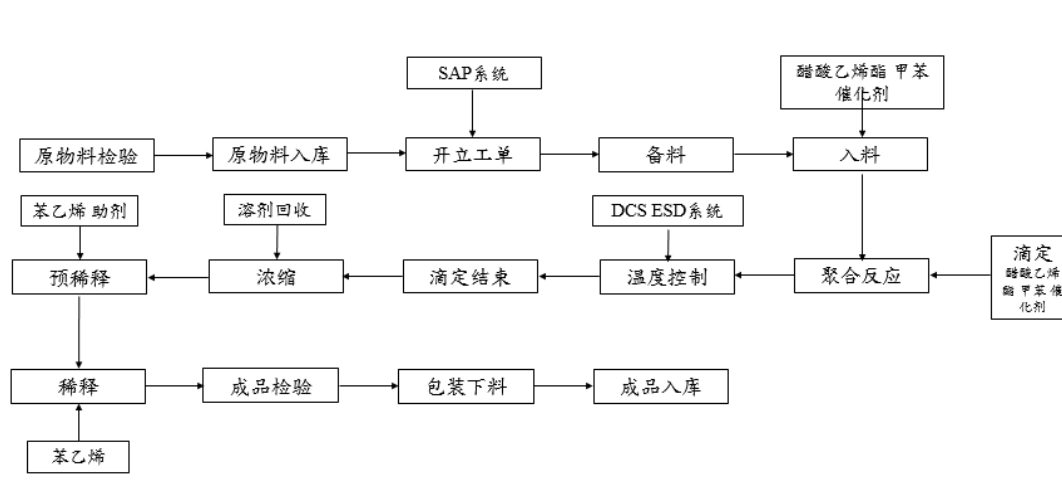 SAP系统
醋酸乙烯酯 甲苯
催化剂
原物料检验
原物料入库
开立工单
备料
入料
苯乙烯 助剂
溶剂回收
DCS ESD系统
滴定
醋酸乙烯
酯 甲苯 催
化剂
预稀释
浓缩
滴定结束
温度控制
聚合反应
稀释
成品检验
包装下料
成品入库
苯乙烯